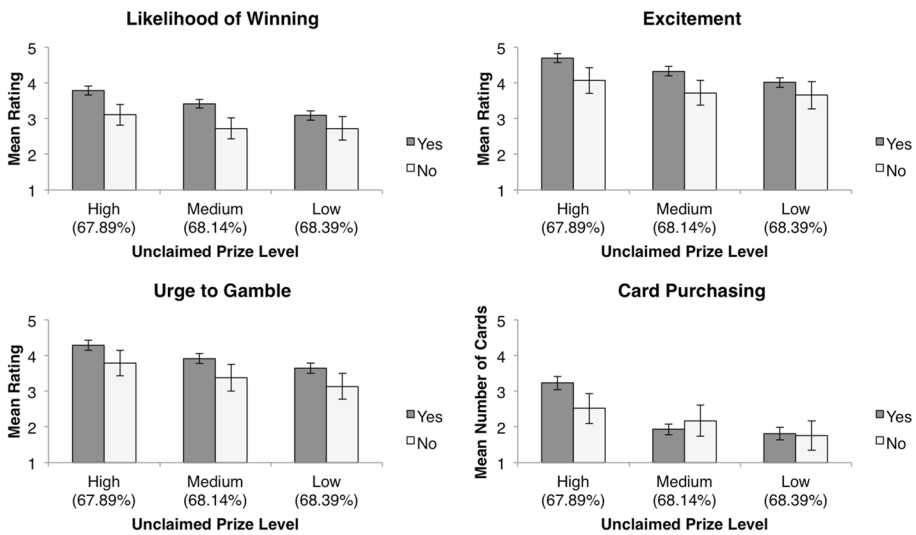 Likelihood of Winning
5
4
3
2
1
Mean Rating
High
(67.89%)
Medium
(68.14%)
Low
(68.39%)
Unclaimed Prize Level
Yes
No
Excitement
5
4
3
2
1
Mean Rating
High
(67.89%)
Medium
(68.14%)
Low
(68.39%)
Unclaimed Prize Level
Yes
No
Urge to Gamble
5
4
3
2
1
Mean Rating
High
(67.89%)
Medium
(68.14%)
Low
(68.39%)
Unclaimed Prize Level
Yes
No
Card Purchasing
5
4
3
2
1
Mean Number of Cards
High
(67.89%)
Medium
(68.14%)
Low
(68.39%)
Unclaimed Prize Level
Yes
No